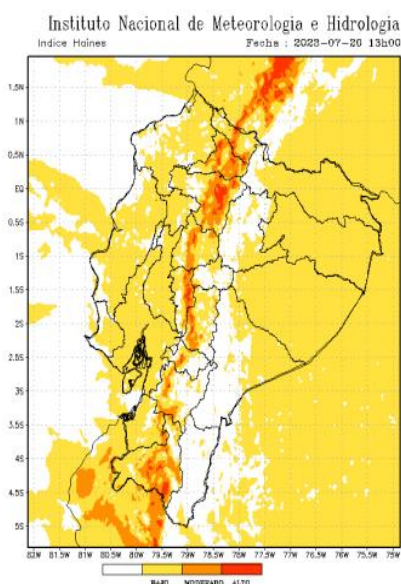 Instituto Nacional de Meteorologia e Hidrologia
Indice Haines Fecha : 2023-07-20 13h00
1.5N
1N
0.5N
EQ
0.5S
1S
1.5S
2S
2.5S
3S
3.5S
4S
4.5S
5S
82W 81.5W 81W 80.5W 80W 79.5W 79W 78.5W 78W 77.5W 77W 76.5W 76W 75.5W 75W
BAJO MODERADO ALTO